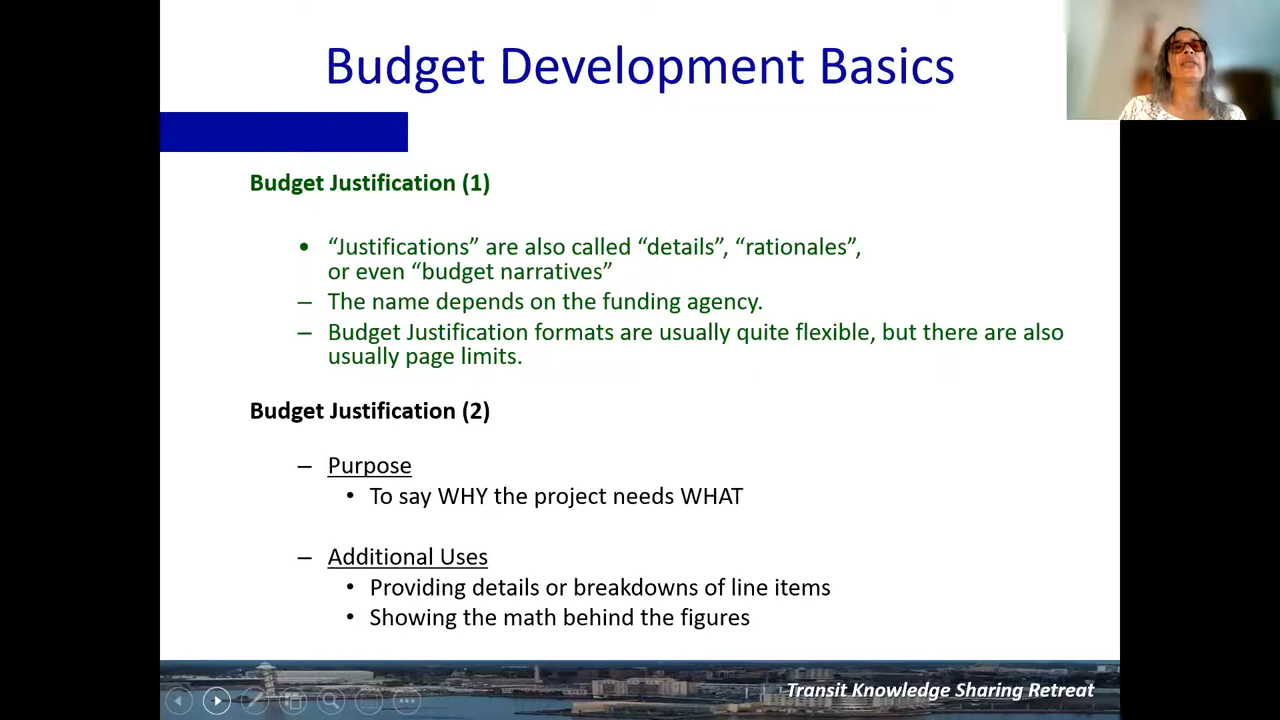 Budget Development Basics
Budget Justification (1)
• “Justifications” are also called “details”, “rationales”,
or even “budget narratives”
– The name depends on the funding agency.
– Budget Justification formats are usually quite flexible, but there are also
usually page limits.
Budget Justification (2)
– Purpose
• To say WHY the project needs WHAT
– Additional Uses
• Providing details or breakdowns of line items
• Showing the math behind the figures
Transit Knowledge Sharing Retreat